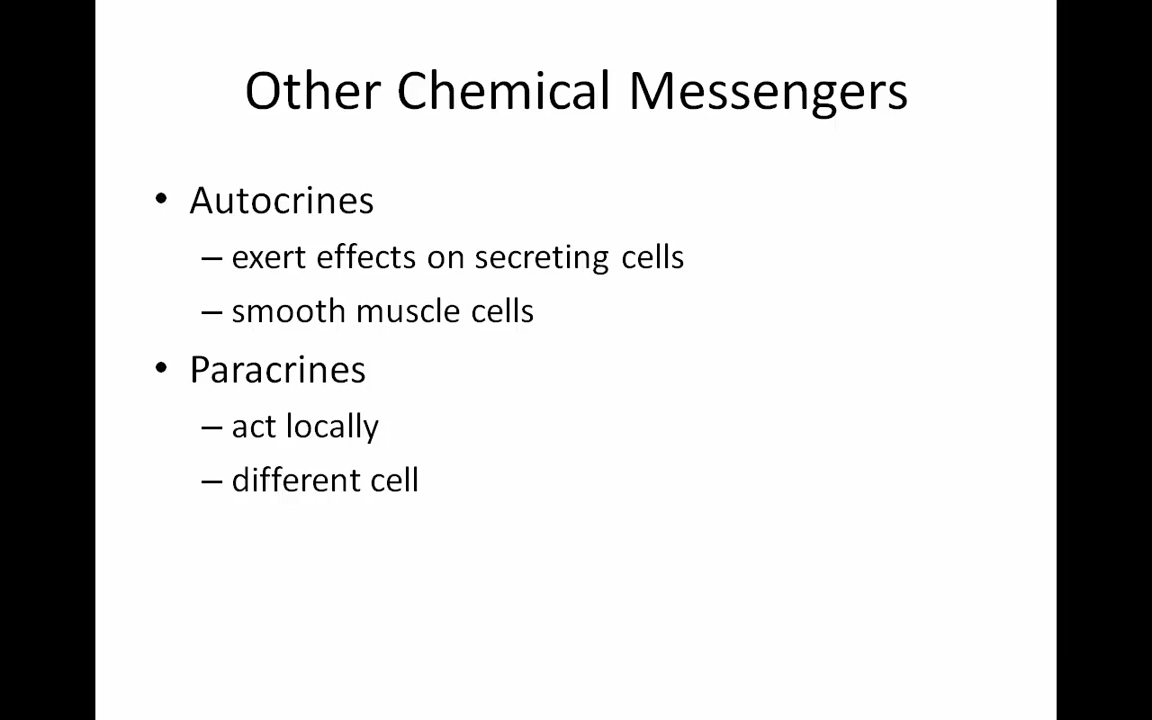 Other Chemical Messengers
• Autocrines
– exert effects on secreting cells
– smooth muscle cells
• Paracrines
– act locally
– different cell